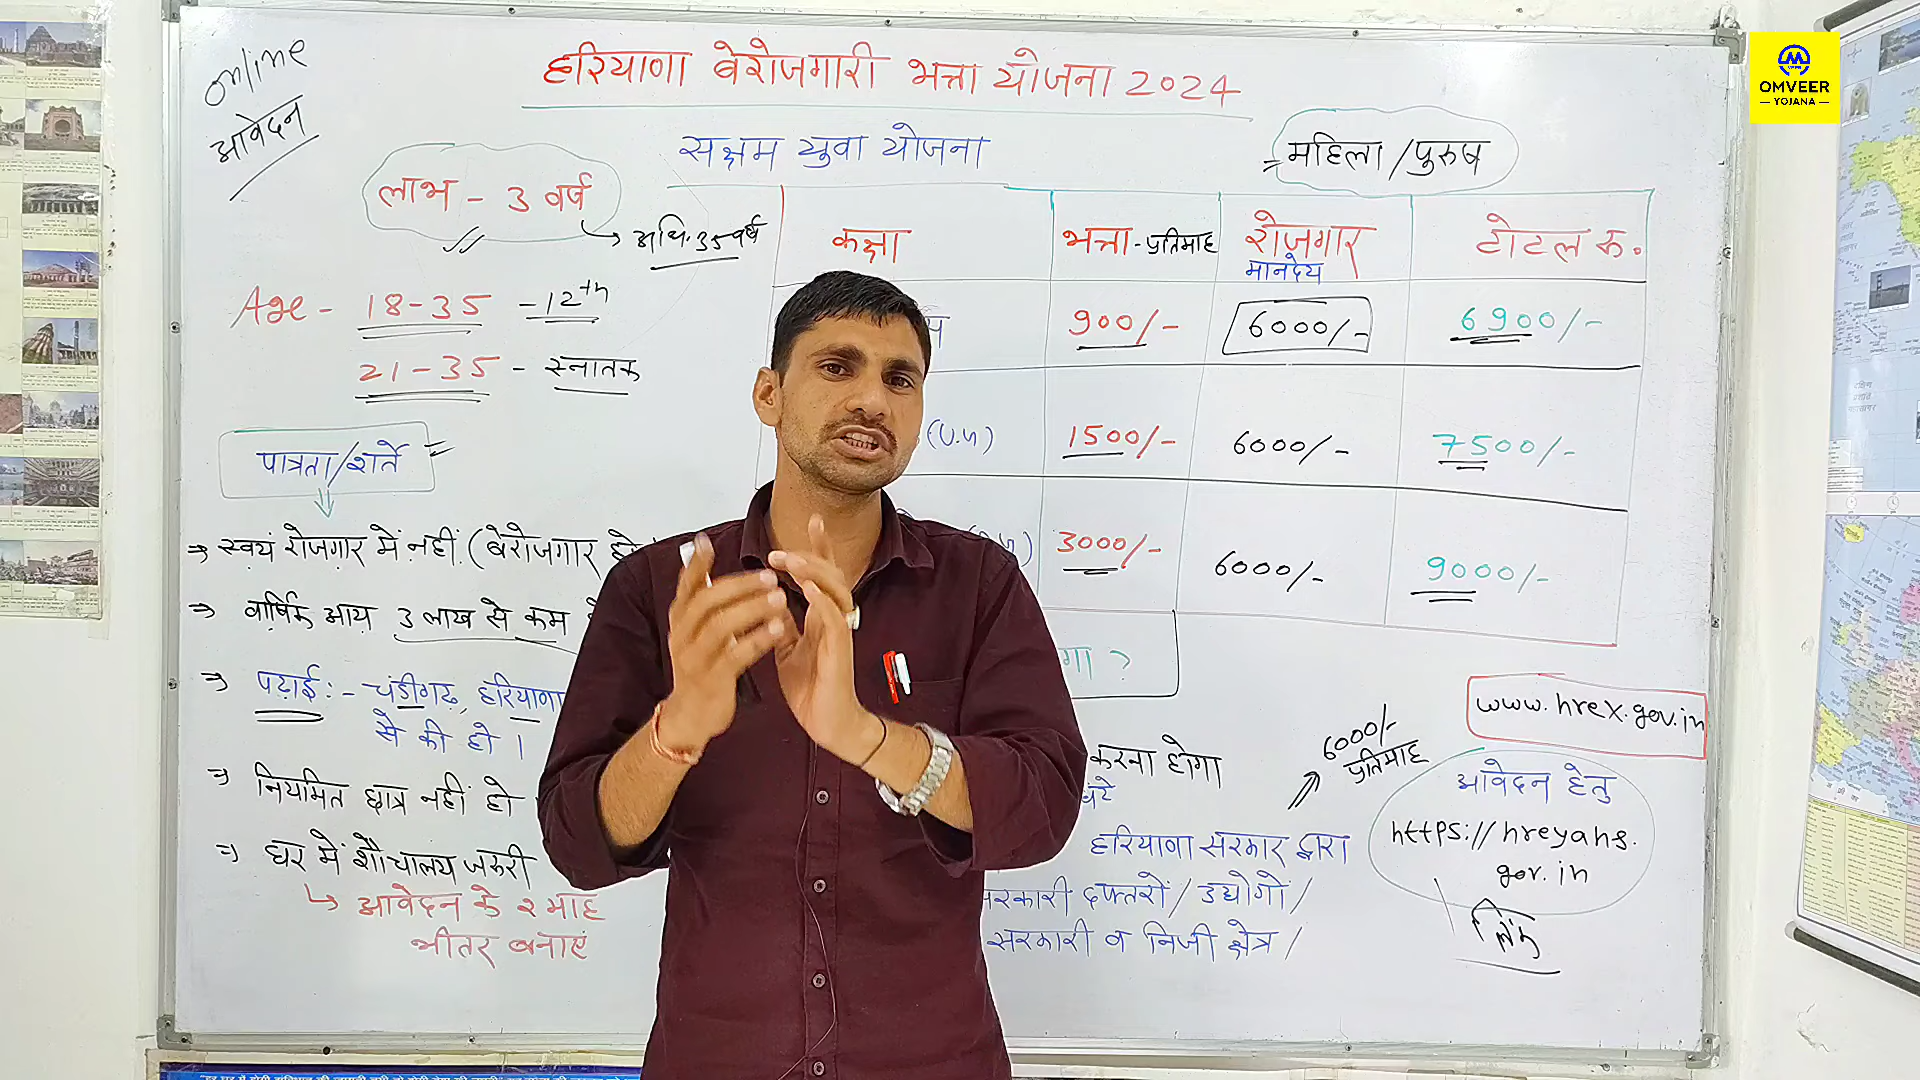 online
आवेदन
हरियाणा बेरोजगारी भत्ता योजना 2024
OMVEER
YOJANA
सक्षम युवा योजना
महिला/पुरुष
लाभ - 3 वर्ष
अधि. 35 वर्ष
Age - 18-35 - 12th
21-35 - स्नातक
कक्षा भत्ता - प्रतिमाह रोजगार टोटल रु.
मानदेय
900/- 6000/- 6900/-
(U.G) 1500/- 6000/- 7500/-
3000/- 6000/- 9000/-
पात्रता/शर्ते
⇒ स्वयं रोजगार में नहीं (बेरोजगार
⇒ वार्षिक आय 3 लाख से कम
⇒ पढ़ाई:- चंडीगढ़, हरियाणा
से की हो।
⇒ नियमित छात्र नहीं हो
⇒ घर में शौचालय जरुरी
↳ आवेदन के 2 माह
भीतर बनाएं
?
करना होगा
घंटे
6000/-
प्रतिमाह
हरियाणा सरकार द्वारा
सरकारी दफ्तरों / उद्योगों /
सरकारी व निजी क्षेत्र /
www.hrex.gov.in
आवेदन हेतु
https://hreyahs.
gov.in
लिंक